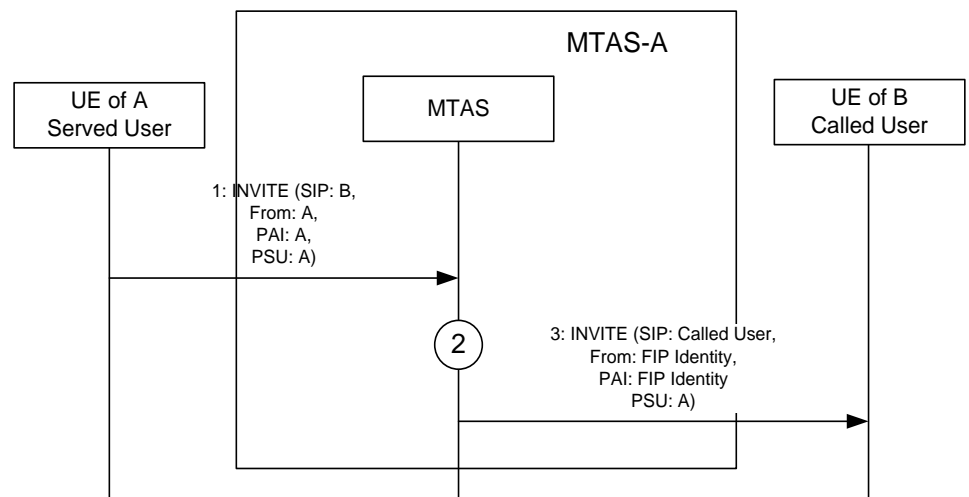 MTAS-A
UE of A
Served User
MTAS
UE of B
Called User
1: INVITE (SIP: B,
From: A,
PAI: A,
PSU: A)
2
3: INVITE (SIP: Called User,
From: FIP Identity,
PAI: FIP Identity
PSU: A)